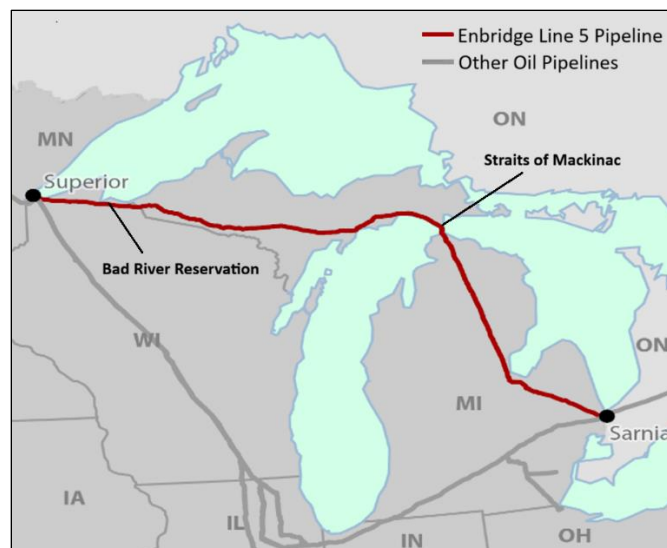 Enbridge Line 5 Pipeline
Other Oil Pipelines
MN
ON
Straits of Mackinac
Superior
Bad River Reservation
WI
ON
MI
Sarnia
IA
IL
IN
OH